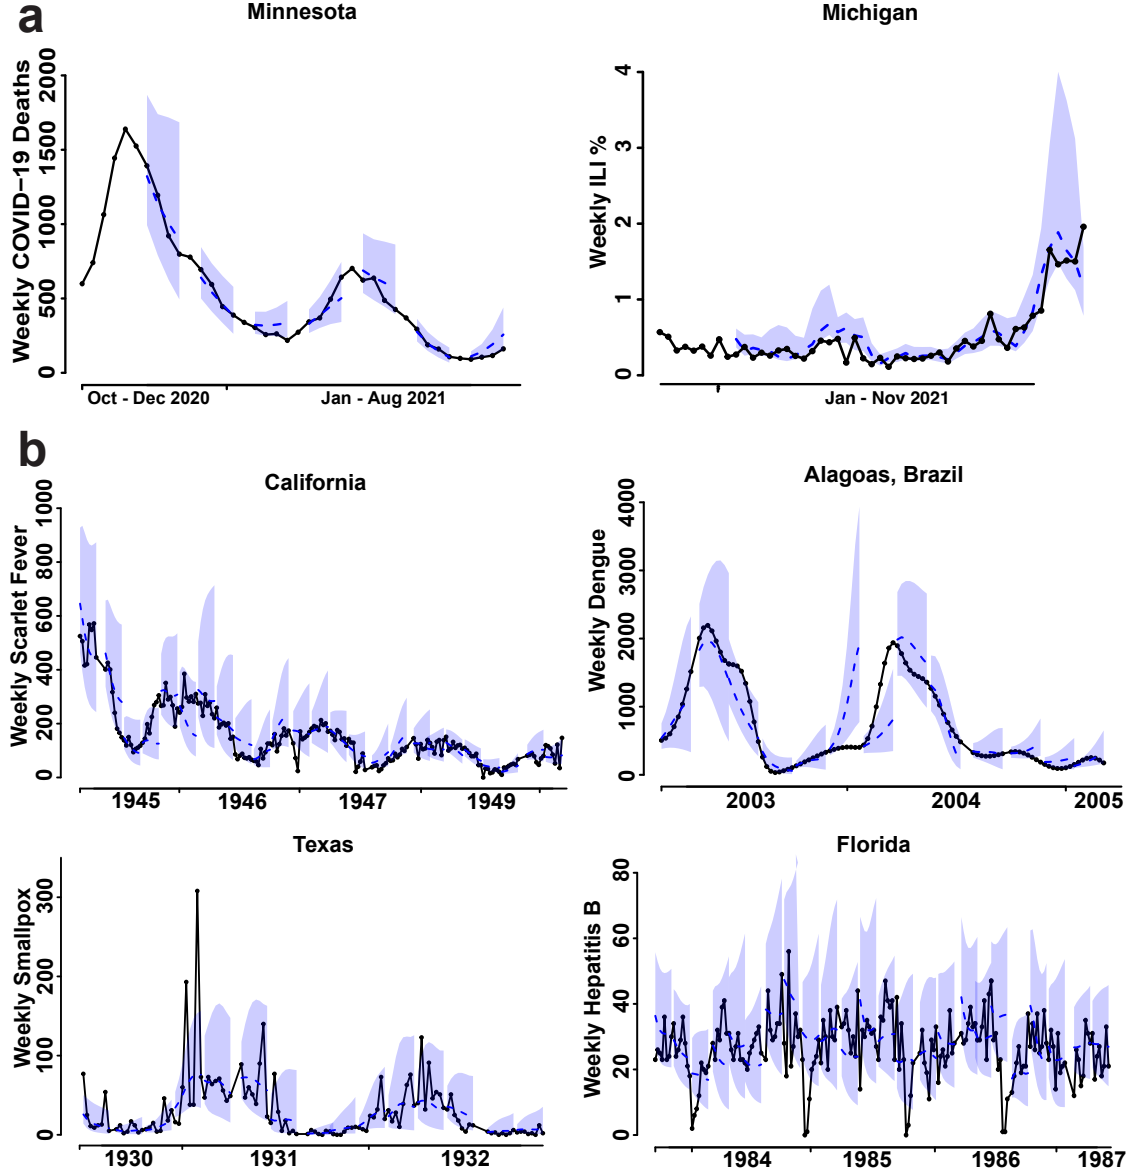 a
Minnesota
Weekly COVID−19 Deaths
0
500
1000
1500
2000
Oct - Dec 2020
Jan - Aug 2021
Michigan
Weekly ILI %
0
1
2
3
4
Jan - Nov 2021
b
California
Weekly Scarlet Fever
0
200
400
600
800
1000
1945
1946
1947
1949
Alagoas, Brazil
Weekly Dengue
0
1000
2000
3000
4000
2003
2004
2005
Texas
Weekly Smallpox
0
100
200
300
1930
1931
1932
Florida
Weekly Hepatitis B
0
20
40
60
80
1984
1985
1986
1987